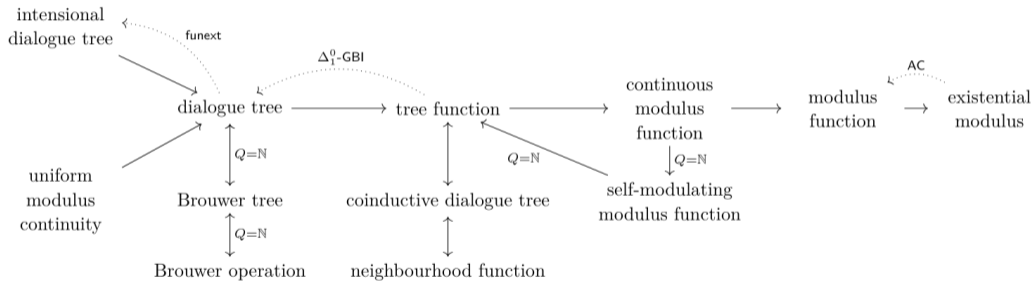 intensional
dialogue tree
funext
Δ⁰₁-GBI
AC
dialogue tree
tree function
continuous
modulus
function
modulus
function
existential
modulus
Q=ℕ
Q=ℕ
Q=ℕ
uniform
modulus
continuity
Brouwer tree
coinductive dialogue tree
self-modulating
modulus function
Q=ℕ
Brouwer operation
neighbourhood function